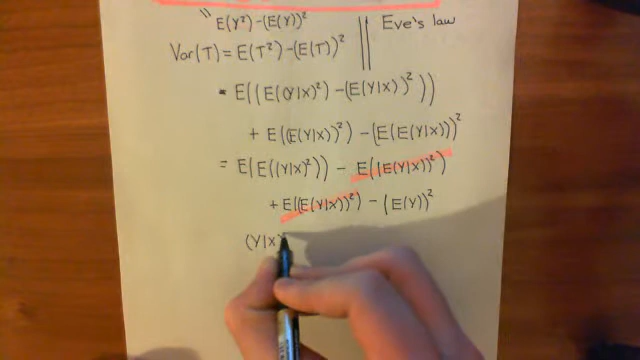 " E(Y²)-(E(Y))²
Eve's law
Var(T) = E(T²)-(E(T))²
= E((E(Y|X)²)-(E(Y|X))²))
+ E((E(Y|X))²) - (E(E(Y|X)))²
= E(E((Y|X)²)) - E((E(Y|X))²)
+ E((E(Y|X))²) - (E(Y))²
(Y|X)